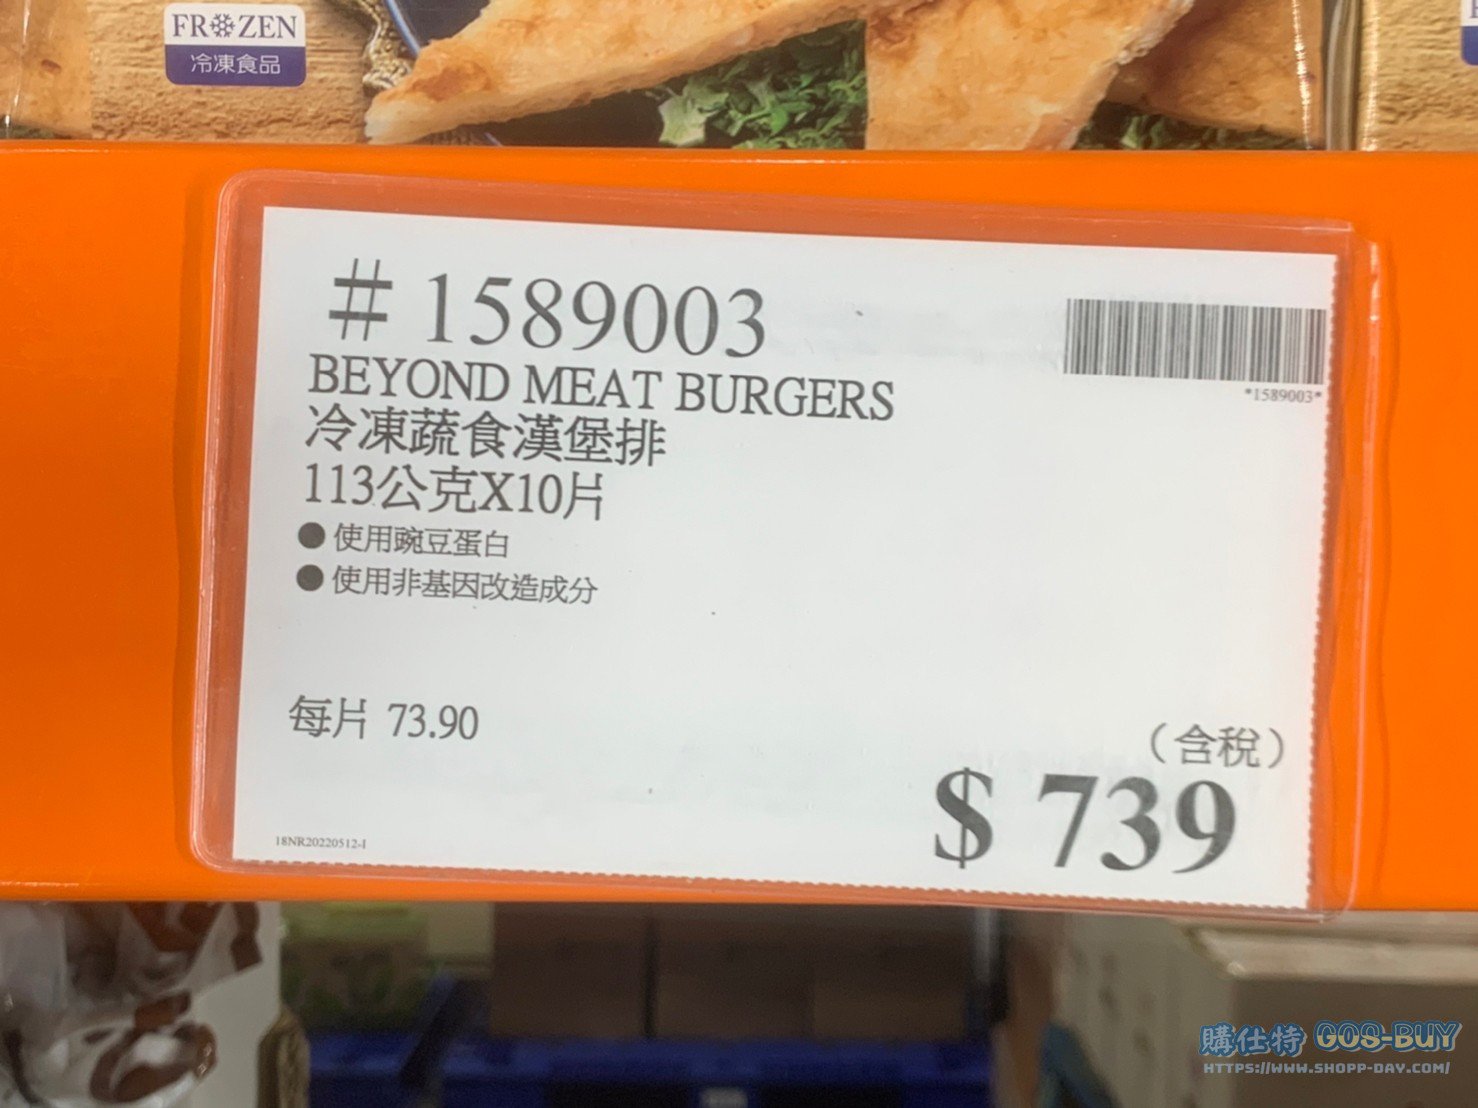 FROZEN
冷凍食品
#1589003
BEYOND MEAT BURGERS
冷凍蔬食漢堡排
113公克X10片
●使用豌豆蛋白
●使用非基因改造成分
*1589003*
每片 73.90
(含稅)
$ 739
18NR20220512-I
購仕特 GOS-BUY
HTTPS://WWW.SHOPP-DAY.COM/